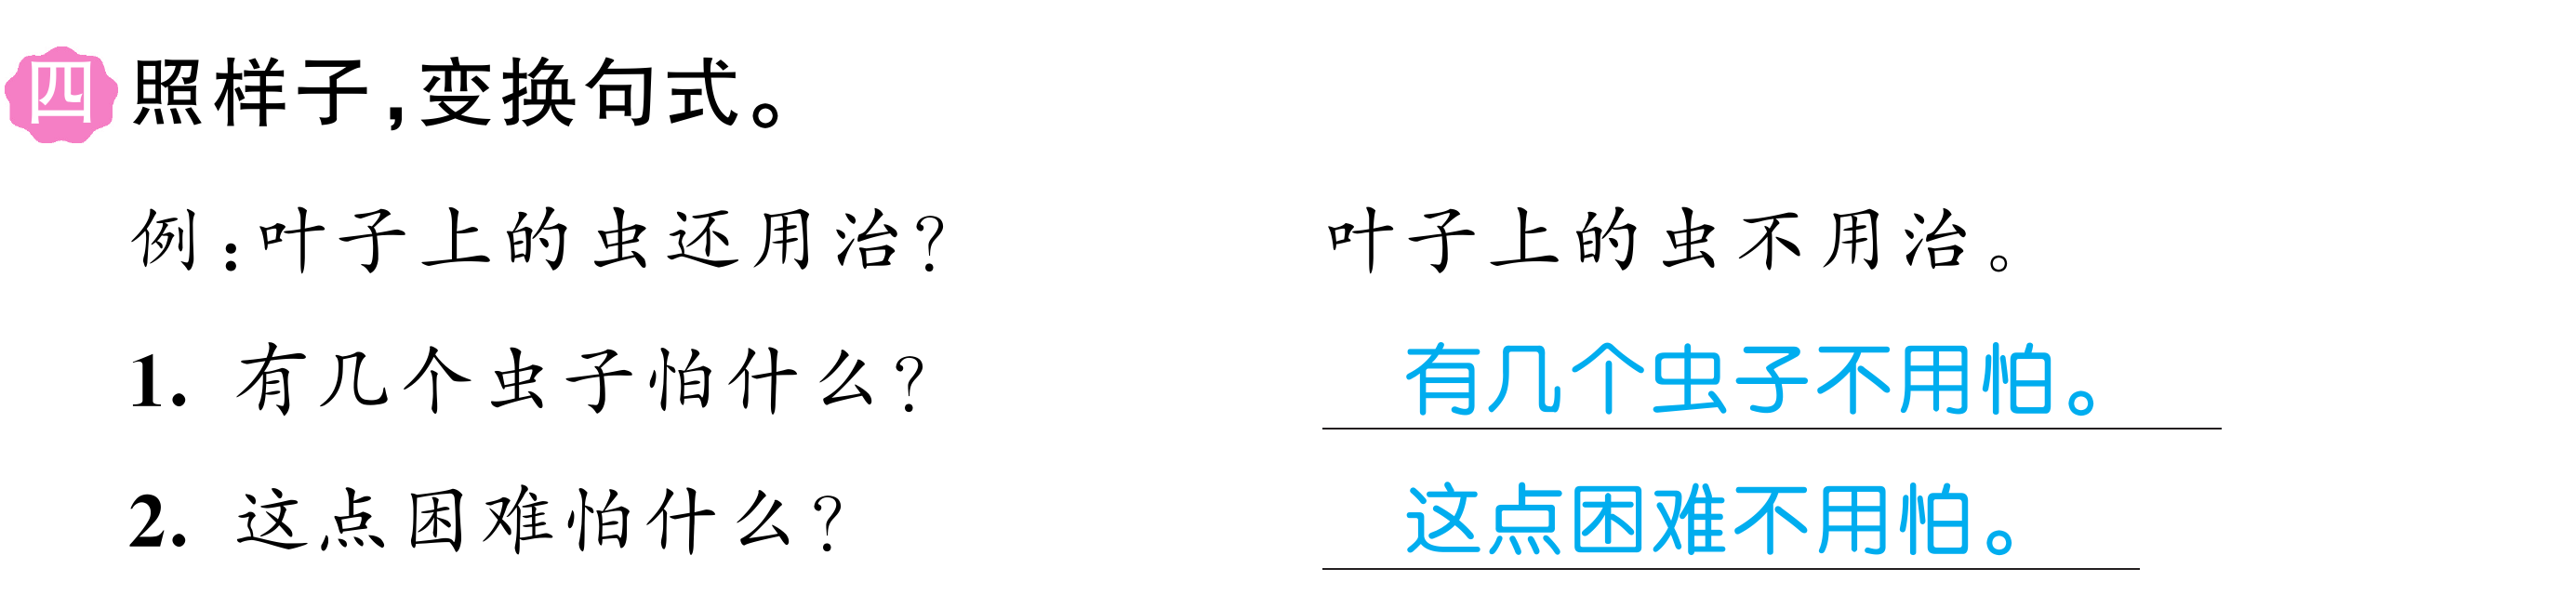 四 照样子,变换句式。
例:叶子上的虫还用治? 叶子上的虫不用治。
1. 有几个虫子怕什么? 有几个虫子不用怕。
2. 这点困难怕什么? 这点困难不用怕。